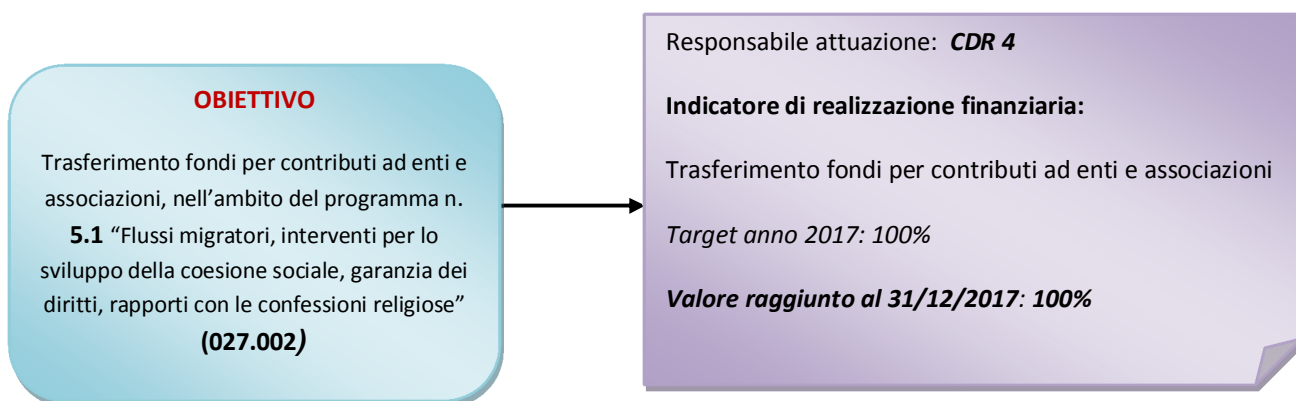 OBIETTIVO
Trasferimento fondi per contributi ad enti e
associazioni, nell’ambito del programma n.
5.1 “Flussi migratori, interventi per lo
sviluppo della coesione sociale, garanzia dei
diritti, rapporti con le confessioni religiose”
(027.002)
Responsabile attuazione: CDR 4
Indicatore di realizzazione finanziaria:
Trasferimento fondi per contributi ad enti e associazioni
Target anno 2017: 100%
Valore raggiunto al 31/12/2017: 100%